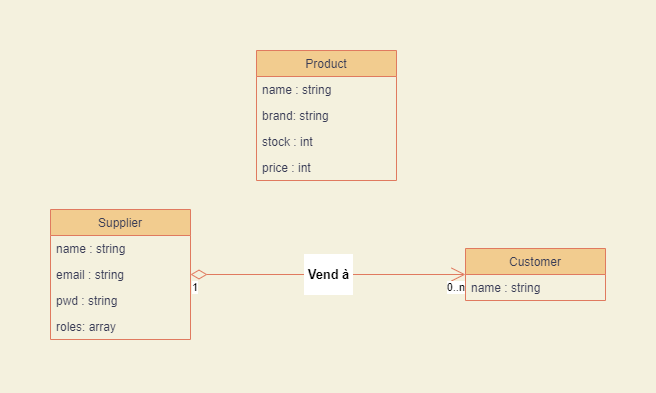 Product
name : string
brand: string
stock : int
price : int
Supplier
name : string
email : string
pwd : string
roles: array
1
Vend à
0..n
Customer
name : string